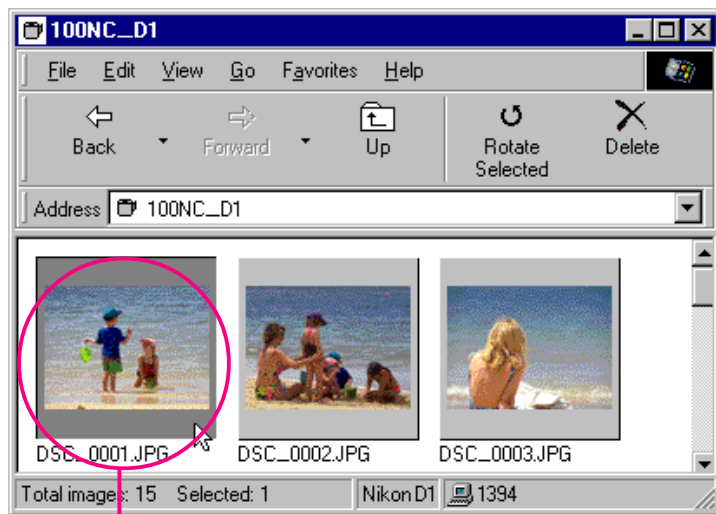 100NC_D1
File Edit View Go Favorites Help
Back Forward Up Rotate Selected Delete
Address 100NC_D1
DSC_0001.JPG DSC_0002.JPG DSC_0003.JPG
Total images: 15 Selected: 1 Nikon D1 1394